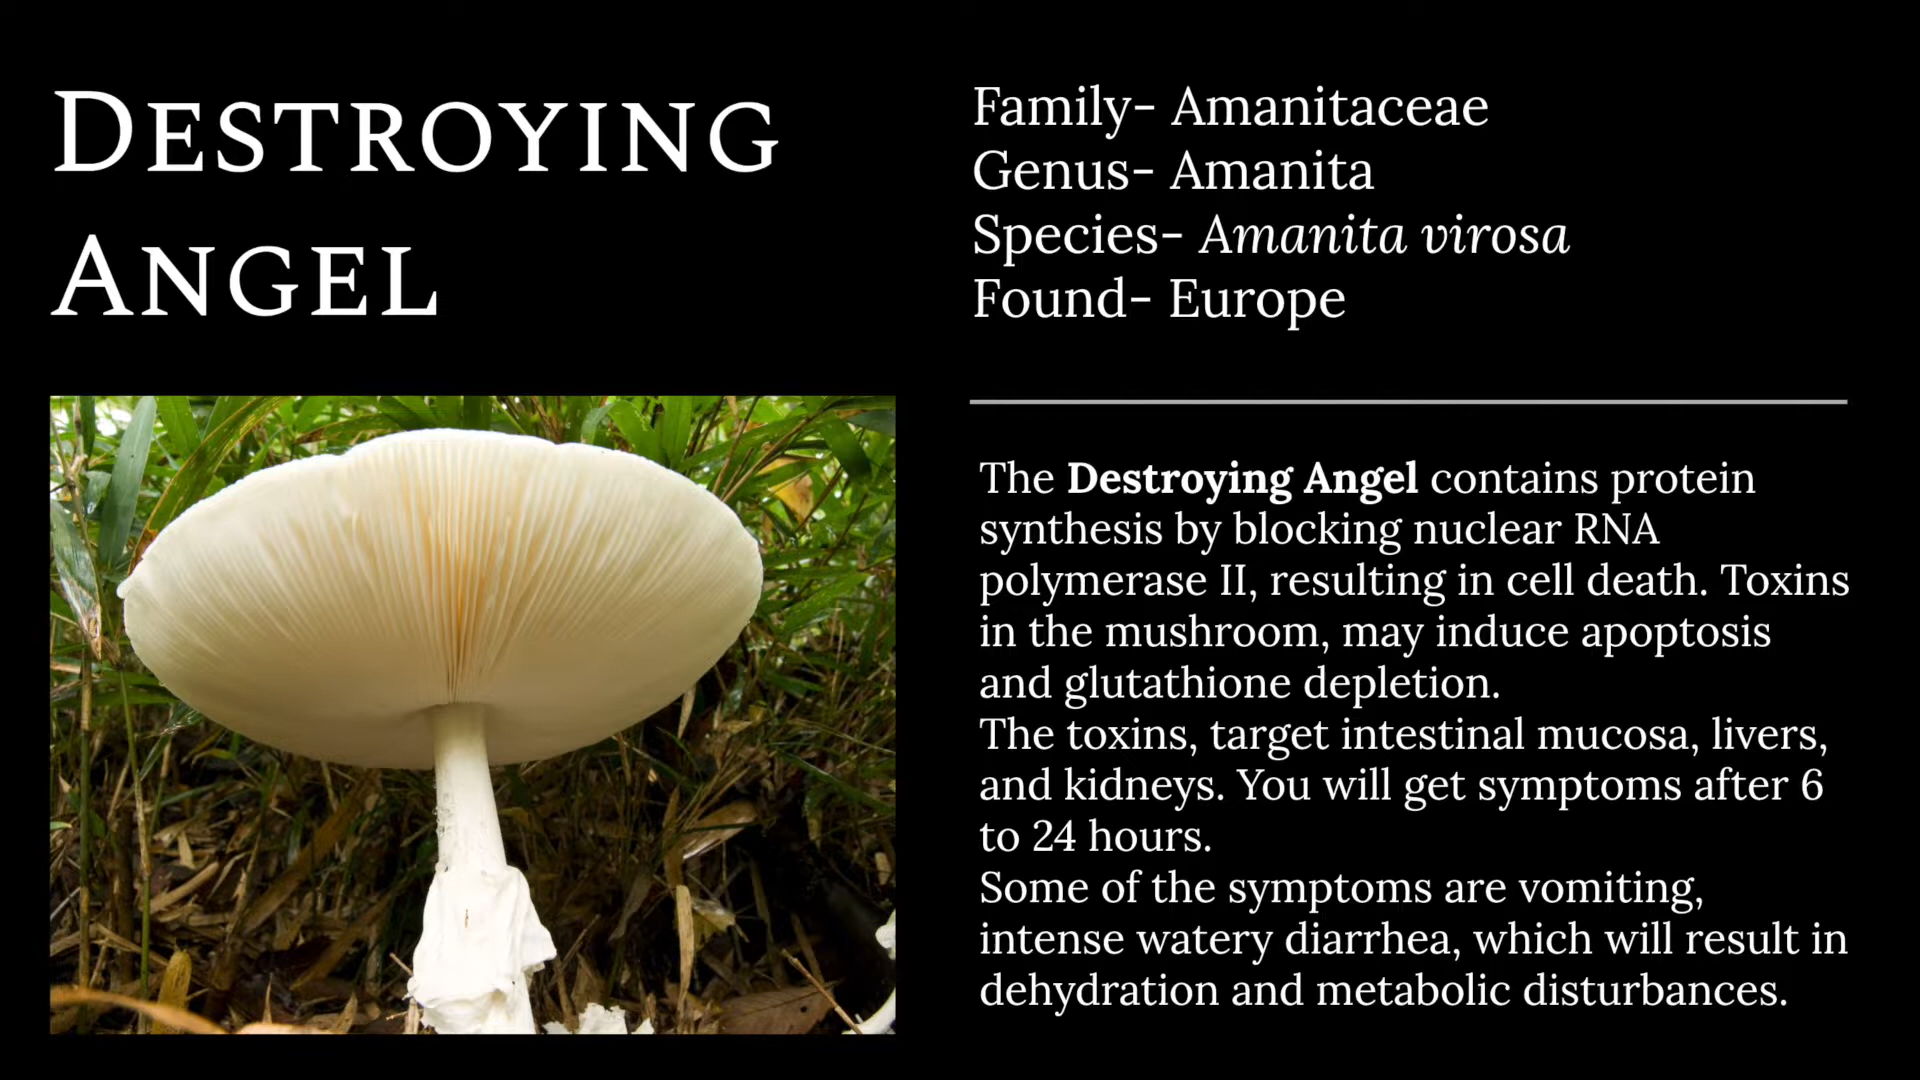 Destroying
Angel
Family- Amanitaceae
Genus- Amanita
Species- Amanita virosa
Found- Europe
The Destroying Angel contains protein
synthesis by blocking nuclear RNA
polymerase II, resulting in cell death. Toxins
in the mushroom, may induce apoptosis
and glutathione depletion.
The toxins, target intestinal mucosa, livers,
and kidneys. You will get symptoms after 6
to 24 hours.
Some of the symptoms are vomiting,
intense watery diarrhea, which will result in
dehydration and metabolic disturbances.